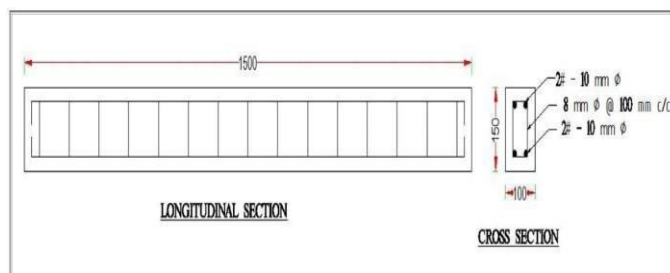 1500
2# - 10 mm ϕ
8 mm ϕ @ 100 mm c/c
2# - 10 mm ϕ
150
100
LONGITUDINAL SECTION
CROSS SECTION